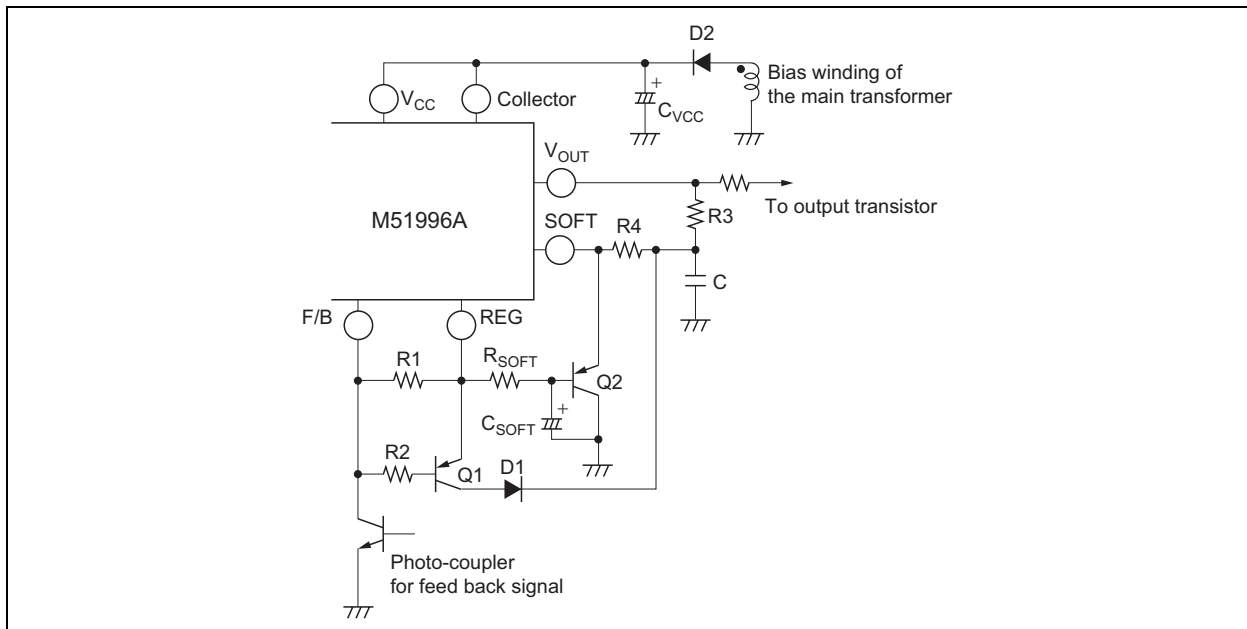 D2
Bias winding of
the main transformer
+
VCC
Collector
CVCC
VOUT
To output transistor
R3
M51996A
SOFT
R4
C
F/B
REG
R1
RSOFT
Q2
+
CSOFT
R2
Q1
D1
Photo-coupler
for feed back signal